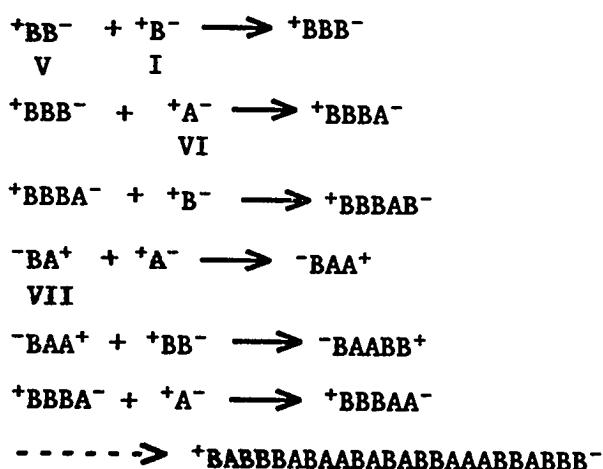 ⁺BB⁻ + ⁺B⁻ ⟶ ⁺BBB⁻
V I
⁺BBB⁻ + ⁺A⁻ ⟶ ⁺BBBA⁻
VI
⁺BBBA⁻ + ⁺B⁻ ⟶ ⁺BBBAB⁻
⁻BA⁺ + ⁺A⁻ ⟶ ⁻BAA⁺
VII
⁻BAA⁺ + ⁺BB⁻ ⟶ ⁻BAABB⁺
⁺BBBA⁻ + ⁺A⁻ ⟶ ⁺BBBAA⁻
-----> ⁺BABBBABAABABABBAAABBABBB⁻